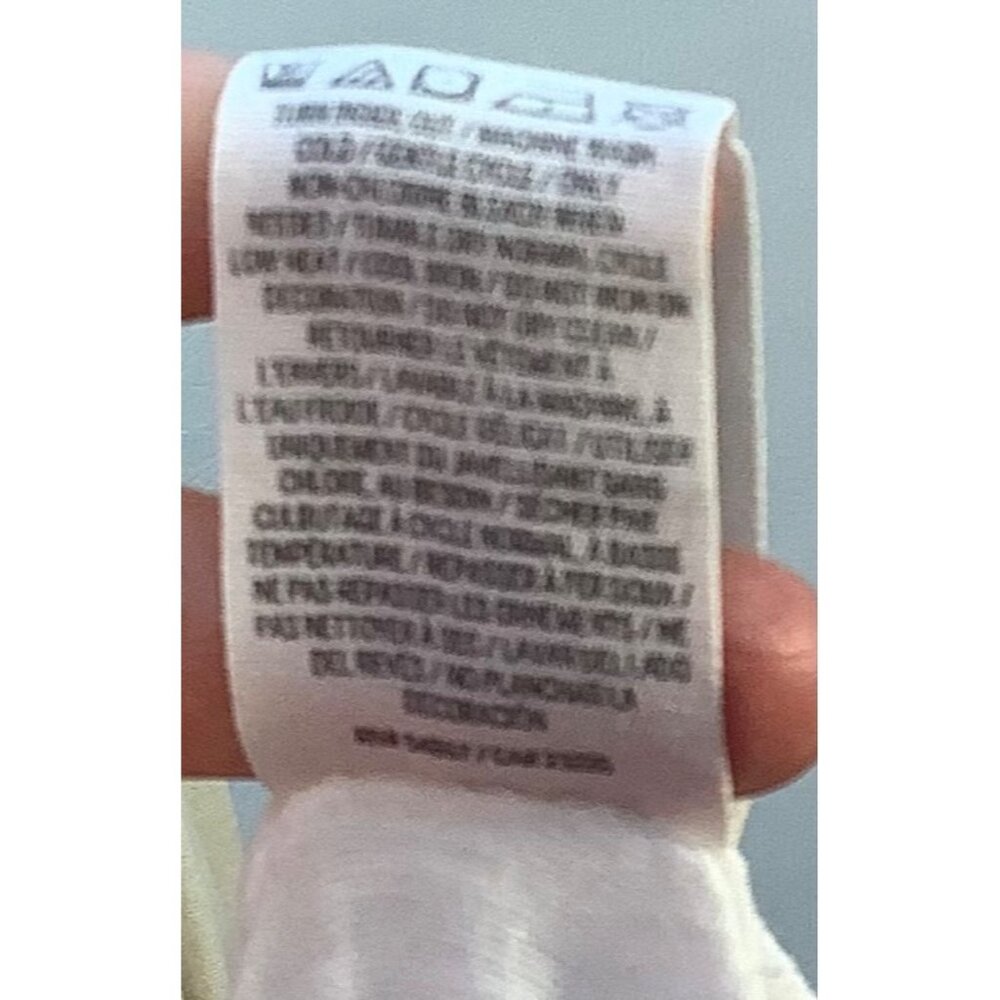 TURN INSIDE OUT / MACHINE WASH
COLD / GENTLE CYCLE / ONLY
NON-CHLORINE BLEACH WHEN
NEEDED / TUMBLE DRY NORMAL CYCLE
LOW HEAT / COOL IRON / DO NOT IRON ON
DECORATION / DO NOT DRY CLEAN /
RETOURNER LE VÊTEMENT À
L'ENVERS / LAVABLE À LA MACHINE, À
L'EAU FROIDE / CYCLE DÉLICAT / UTILISER
UNIQUEMENT DU JAVELLISANT SANS
CHLORE, AU BESOIN / SÉCHER PAR
CULBUTAGE À CYCLE NORMAL, À BASSE
TEMPÉRATURE / REPASSER À FER DOUX /
NE PAS REPASSER LES ORNEMENTS / NE
PAS NETTOYER À SEC / LAVAR DEL LADO
DEL REVÉS / NO PLANCHAR LA
DECORACIÓN